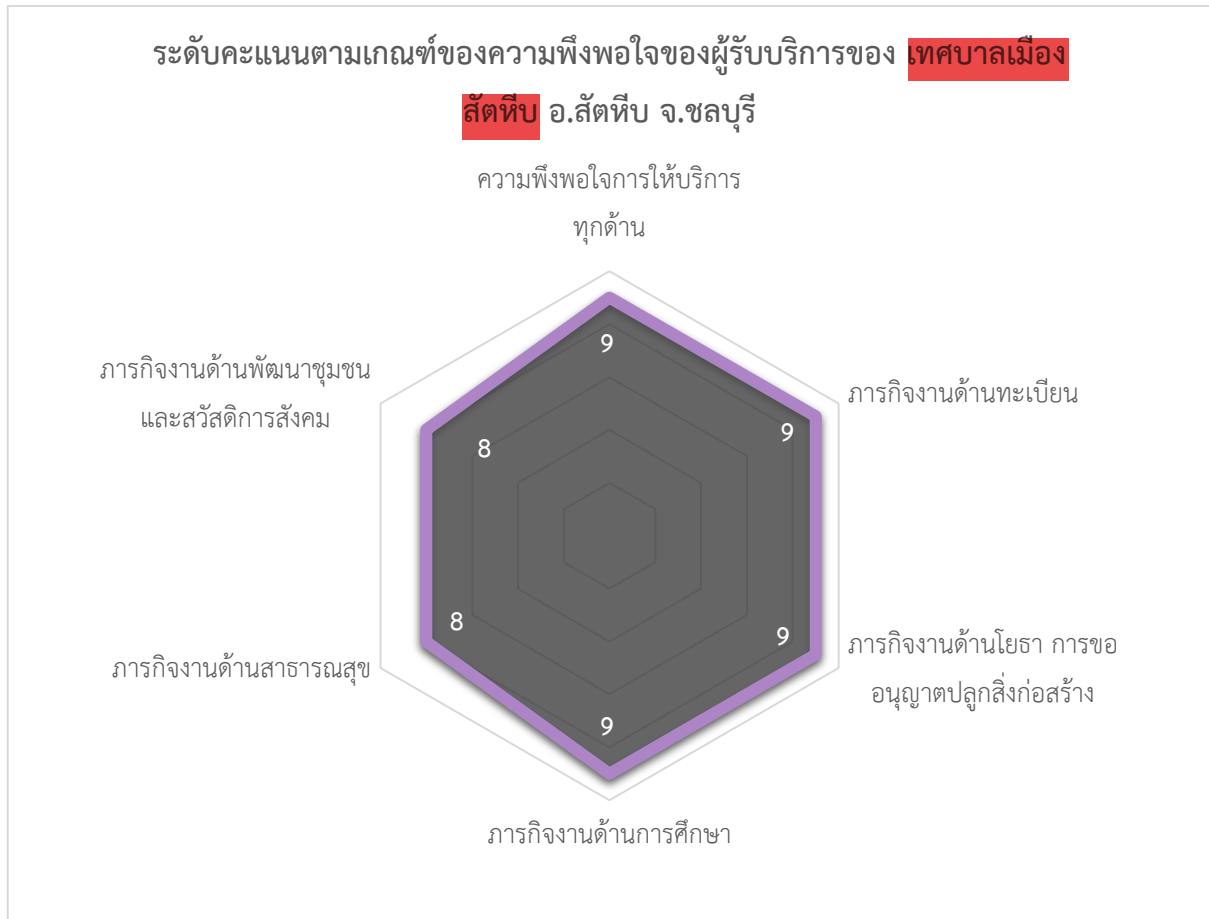 ระดับคะแนนตามเกณฑ์ของความพึงพอใจของผู้รับบริการของ เทศบาลเมือง
สัตหีบ อ.สัตหีบ จ.ชลบุรี
ความพึงพอใจการให้บริการ
ทุกด้าน
9
ภารกิจงานด้านทะเบียน
9
ภารกิจงานด้านโยธา การขอ
อนุญาตปลูกสิ่งก่อสร้าง
9
ภารกิจงานด้านการศึกษา
9
ภารกิจงานด้านสาธารณสุข
8
ภารกิจงานด้านพัฒนาชุมชน
และสวัสดิการสังคม
8